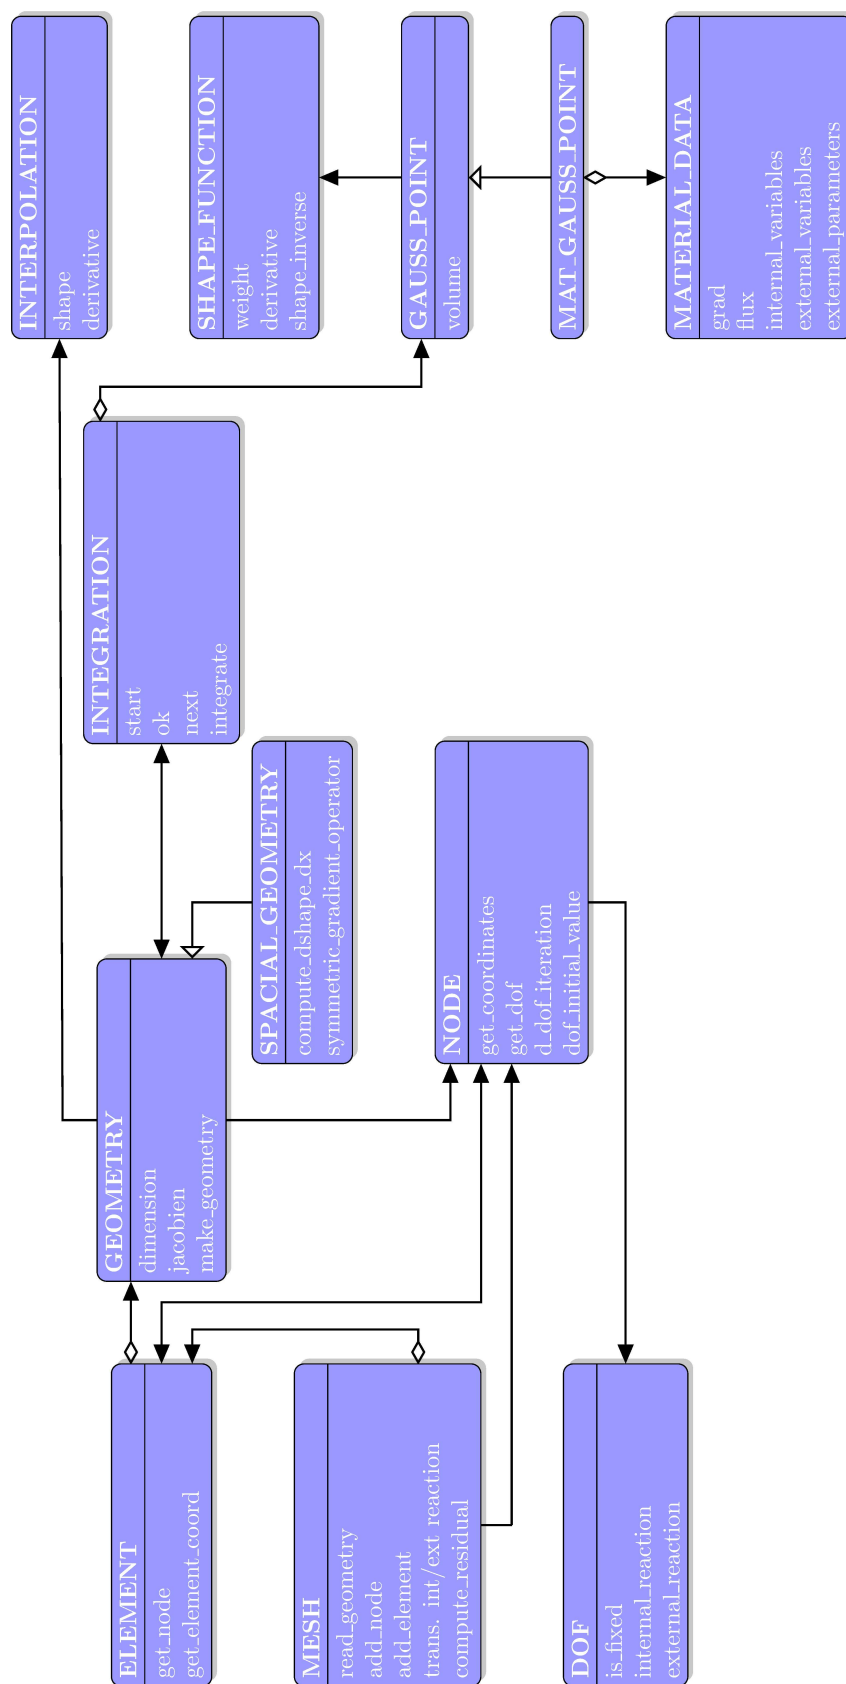 ELEMENT
get_node
get_element_coord
MESH
read_geometry
add_node
add_element
trans. int/ext reaction
compute_residual
DOF
is_fixed
internal_reaction
external_reaction
GEOMETRY
dimension
jacobien
make_geometry
SPACIAL_GEOMETRY
compute_dshape_dx
symmetric_gradient_operator
NODE
get_coordinates
get_dof
d_dof_iteration
dof_initial_value
INTEGRATION
start
ok
next
integrate
INTERPOLATION
shape
derivative
SHAPE_FUNCTION
weight
derivative
shape_inverse
GAUSS_POINT
volume
MAT_GAUSS_POINT
MATERIAL_DATA
grad
flux
internal_variables
external_variables
external_parameters